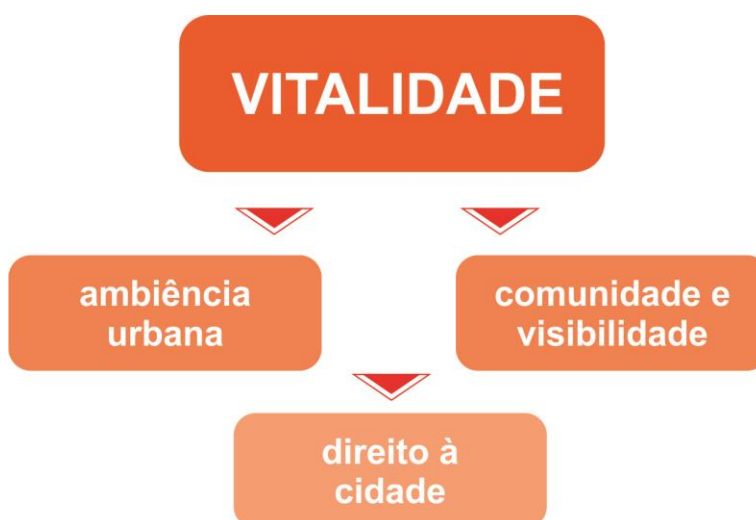 VITALIDADE
ambiência
urbana
comunidade e
visibilidade
direito à
cidade